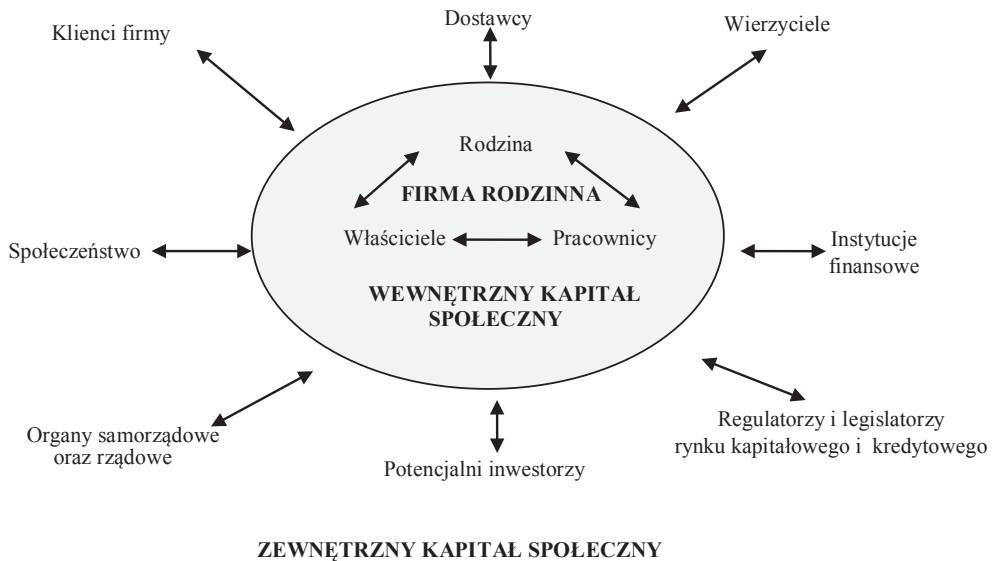 Dostawcy
Klienci firmy
Wierzyciele
Rodzina
FIRMA RODZINNA
Właściciele
Pracownicy
Społeczeństwo
Instytucje
finansowe
WEWNĘTRZNY KAPITAŁ
SPOŁECZNY
Organy samorządowe
oraz rządowe
Potencjalni inwestorzy
Regulatorzy i legislatorzy
rynku kapitałowego i kredytowego
ZEWNĘTRZNY KAPITAŁ SPOŁECZNY